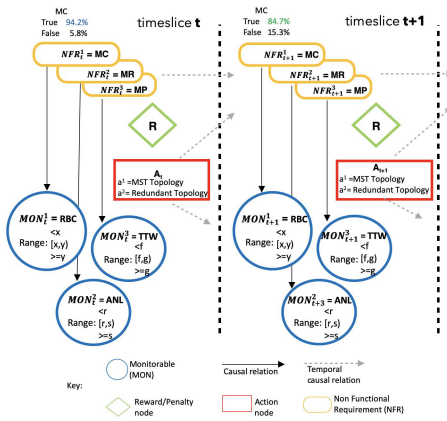 MC
True 94.2%
False 5.8%
timeslice t
MC
True 84.7%
False 15.3%
timeslice t+1
NFR¹ₜ = MC
NFR²ₜ = MR
NFR³ₜ = MP
NFR¹ₜ₊₁ = MC
NFR²ₜ₊₁ = MR
NFR³ₜ₊₁ = MP
R
R
Aₜ
a¹ =MST Topology
a²= Redundant Topology
Aₜ₊₁
a¹ =MST Topology
a²= Redundant Topology
MON¹ₜ = RBC
<x
Range: [x,y)
>=y
MON³ₜ = TTW
<f
Range: [f,g)
>=g
MON²ₜ = ANL
<r
Range: [r,s)
>=s
MON¹ₜ₊₁ = RBC
<x
Range: [x,y)
>=y
MON³ₜ₊₁ = TTW
<f
Range: [f,g)
>=g
MON²ₜ₊₃ = ANL
<r
Range: [r,s)
>=s
Key:
Monitorable
(MON)
Causal relation
Temporal
causal relation
Reward/Penalty
node
Action
node
Non Functional
Requirement (NFR)